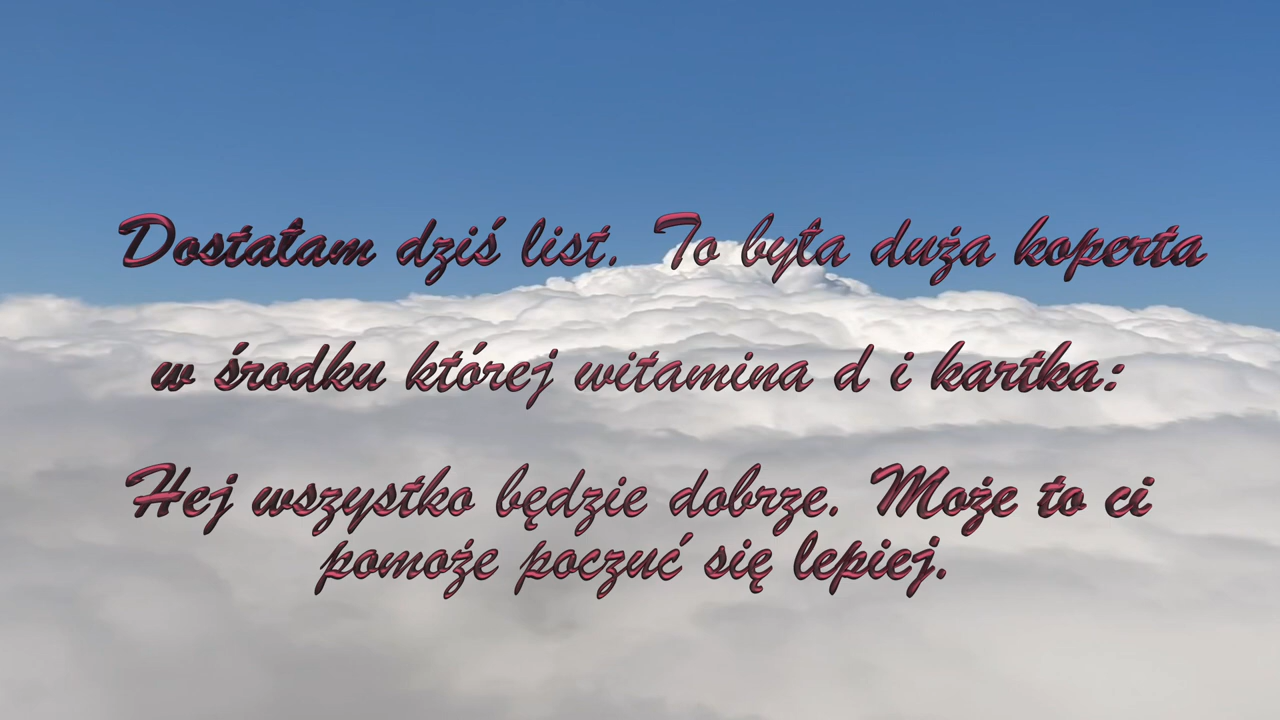 Dostałam dziś list. To była duża koperta
w środku której witamina d i kartka:
Hej wszystko będzie dobrze. Może to ci
pomoże poczuć się lepiej.